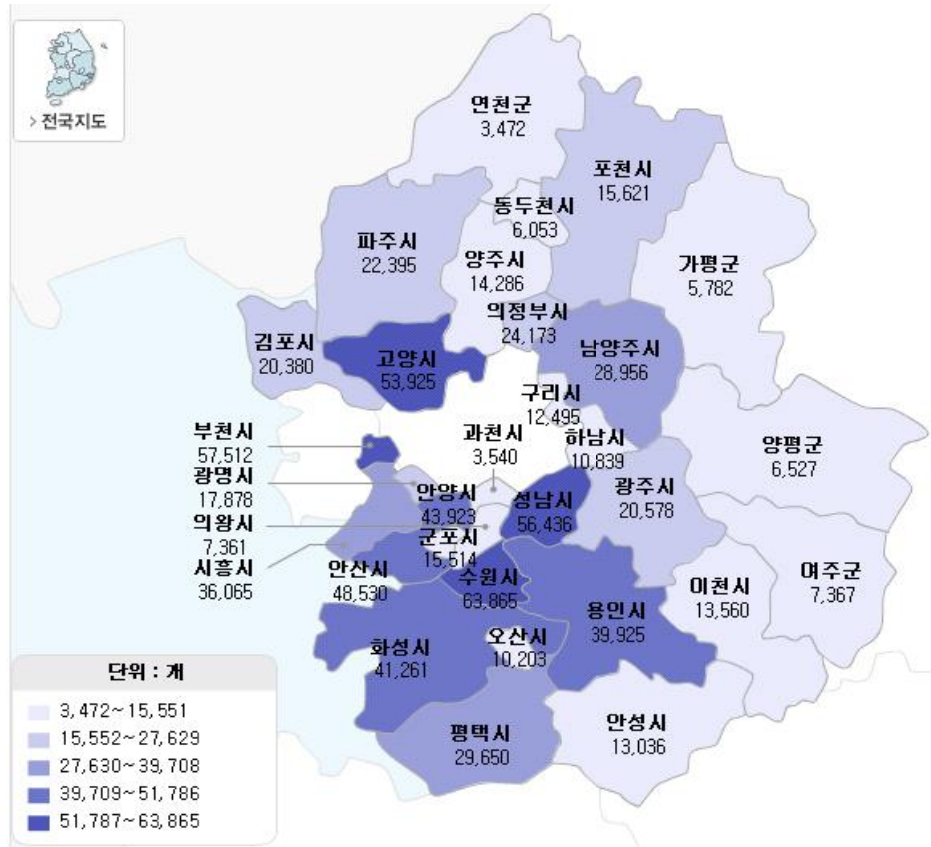 > 전국지도
연천군
3,472
포천시
15,621
동두천시
6,053
파주시
22,395
양주시
14,286
가평군
5,782
의정부시
24,173
김포시
20,380
고양시
53,925
남양주시
28,956
구리시
12,495
부천시
57,512
과천시
3,540
하남시
10,839
양평군
6,527
광명시
17,878
안양시
43,923
성남시
56,436
광주시
20,578
의왕시
7,361
군포시
15,514
시흥시
36,065
안산시
48,530
수원시
63,865
이천시
13,560
여주군
7,367
용인시
39,925
화성시
41,261
오산시
10,203
평택시
29,650
안성시
13,036
단위 : 개
3,472~15,551
15,552~27,629
27,630~39,708
39,709~51,786
51,787~63,865